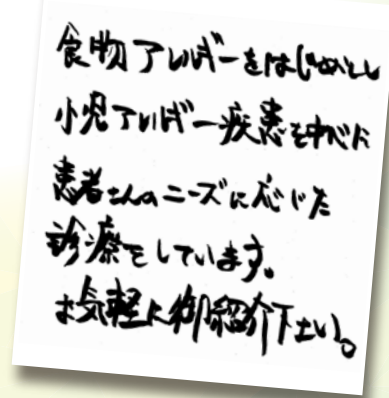 食物アレルギーをはじめとし
小児アレルギー疾患を中心に
患者さんのニーズに応じた
診療をしています。
お気軽に御紹介下さい。